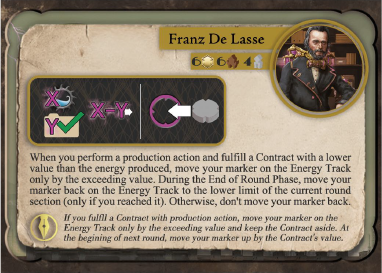 Franz De Lasse
6 6 4
X
Y X-Y
When you perform a production action and fulfill a Contract with a lower
value than the energy produced, move your marker on the Energy Track
only by the exceeding value. During the End of Round Phase, move your
marker back on the Energy Track to the lower limit of the current round
section (only if you reached it). Otherwise, don't move your marker back.
If you fulfll a Contract with production action, move your marker on the
Energy Track only by the exceeding value and keep the Contract aside. At
the begining of next round, move your marker up by the Contract's value.